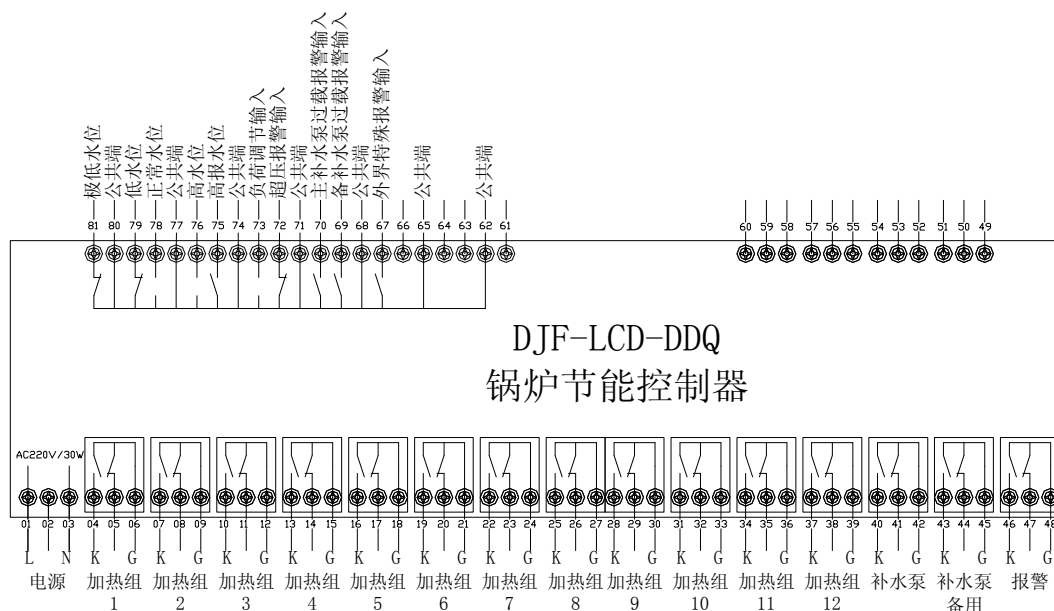 极低水位
公共端
低水位
正常水位
公共端
高水位
高报水位
公共端
负荷调节输入
超压报警输入
公共端
主补水泵过载报警输入
备补水泵过载报警输入
公共端
外界特殊报警输入
公共端
公共端
81 80 79 78 77 76 75 74 73 72 71 70 69 68 67 66 65 64 63 62 61 60 59 58 57 56 55 54 53 52 51 50 49
DJF-LCD-DDQ
锅炉节能控制器
AC220V/30W
01 02 03 04 05 06 07 08 09 10 11 12 13 14 15 16 17 18 19 20 21 22 23 24 25 26 27 28 29 30 31 32 33 34 35 36 37 38 39 40 41 42 43 44 45 46 47 48
L N K G K G K G K G K G K G K G K G K G K G K G K G K G K G K G
电源 加热组 加热组 加热组 加热组 加热组 加热组 加热组 加热组 加热组 加热组 加热组 加热组 补水泵 补水泵 报警
1 2 3 4 5 6 7 8 9 10 11 12 备用